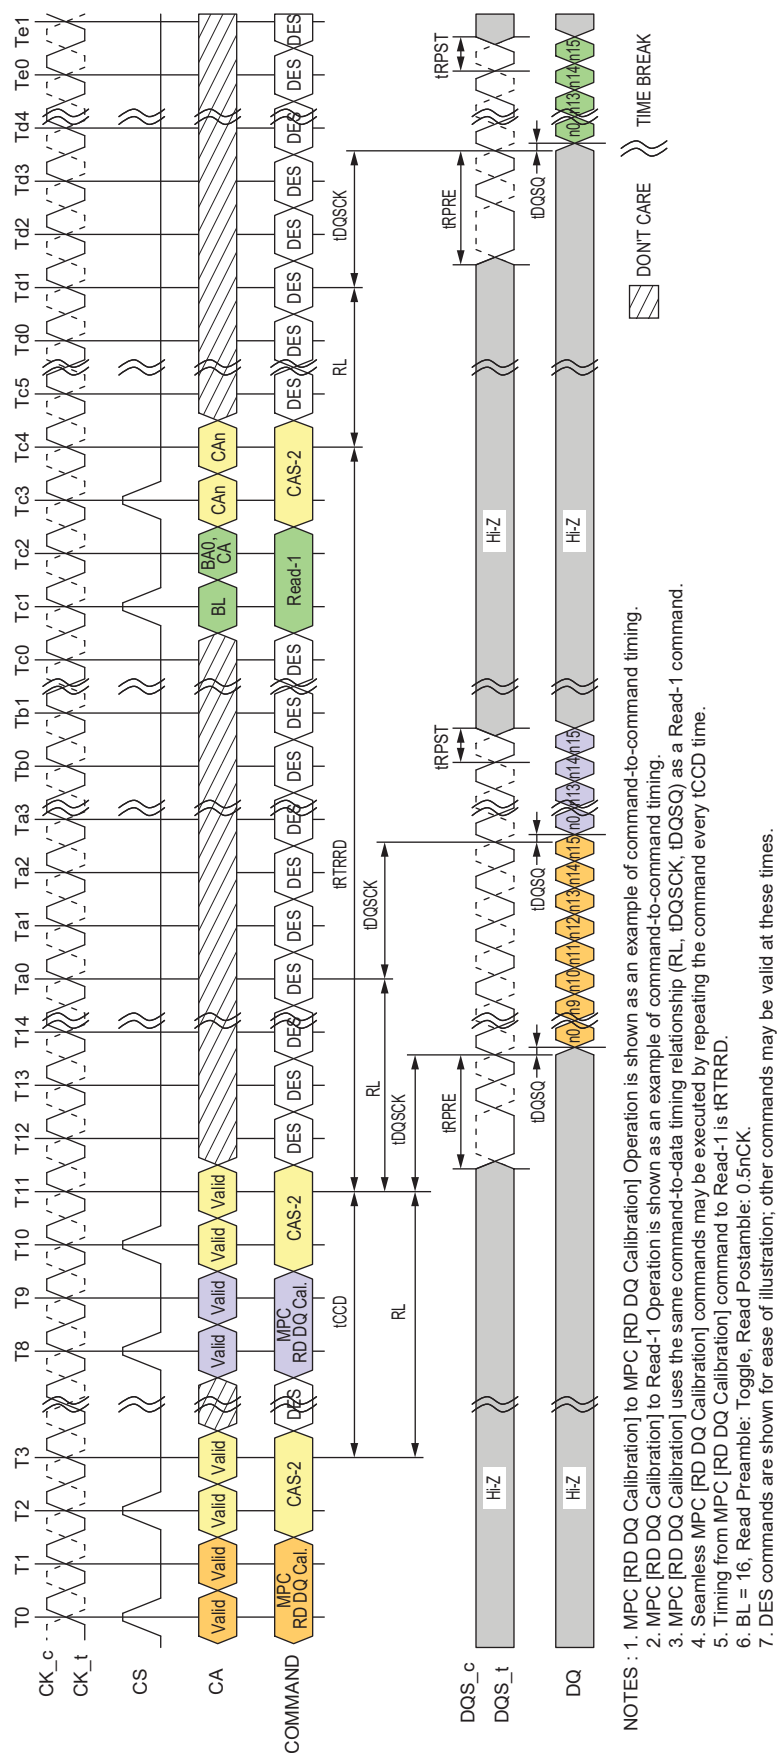 T0 T1 T2 T3 T8 T9 T10 T11 T12 T13 T14 Ta0 Ta1 Ta2 Ta3 Tb0 Tb1 Tc0 Tc1 Tc2 Tc3 Tc4 Tc5 Td0 Td1 Td2 Td3 Td4 Te0 Te1
CK_c
CK_t
CS
CA Valid Valid Valid Valid Valid Valid Valid Valid BL BA0, CA CAn CAn
COMMAND MPC RD DQ Cal. CAS-2 DES MPC RD DQ Cal. CAS-2 DES DES DES DES DES DES DES DES DES DES Read-1 CAS-2 DES DES DES DES DES DES DES DES
tCCD tRTRRD RL tDQSCK
RL tDQSCK
RL tDQSCK
tRPRE tRPST tRPRE tRPST
DQS_c
DQS_t
Hi-Z Hi-Z
tDQSQ tDQSQ tDQSQ
DQ Hi-Z n0 n9 n10 n11 n12 n13 n14 n15 n0 n13 n14 n15 Hi-Z n0 n13 n14 n15
DON'T CARE TIME BREAK
NOTES : 1. MPC [RD DQ Calibration] to MPC [RD DQ Calibration] Operation is shown as an example of command-to-command timing.
2. MPC [RD DQ Calibration] to Read-1 Operation is shown as an example of command-to-command timing.
3. MPC [RD DQ Calibration] uses the same command-to-data timing relationship (RL, tDQSCK, tDQSQ) as a Read-1 command.
4. Seamless MPC [RD DQ Calibration] commands may be executed by repeating the command every tCCD time.
5. Timing from MPC [RD DQ Calibration] command to Read-1 is tRTRRD.
6. BL = 16, Read Preamble: Toggle, Read Postamble: 0.5nCK.
7. DES commands are shown for ease of illustration; other commands may be valid at these times.